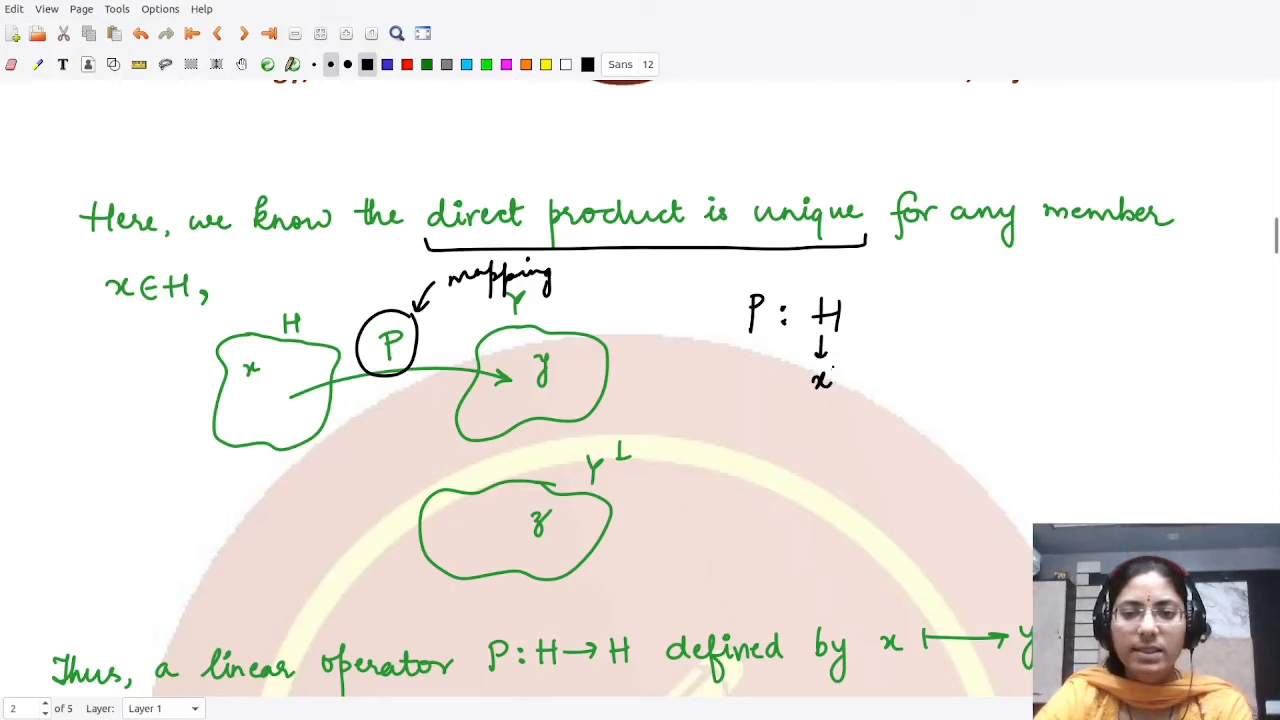 Edit View Page Tools Options Help
Sans 12
Here, we know the direct product is unique for any member
x∈H,
mapping
H P Y
x y
P : H
↓
x
Y⊥
z
Thus, a linear operator P : H → H defined by x ⟼ y
2 of 5 Layer: Layer 1